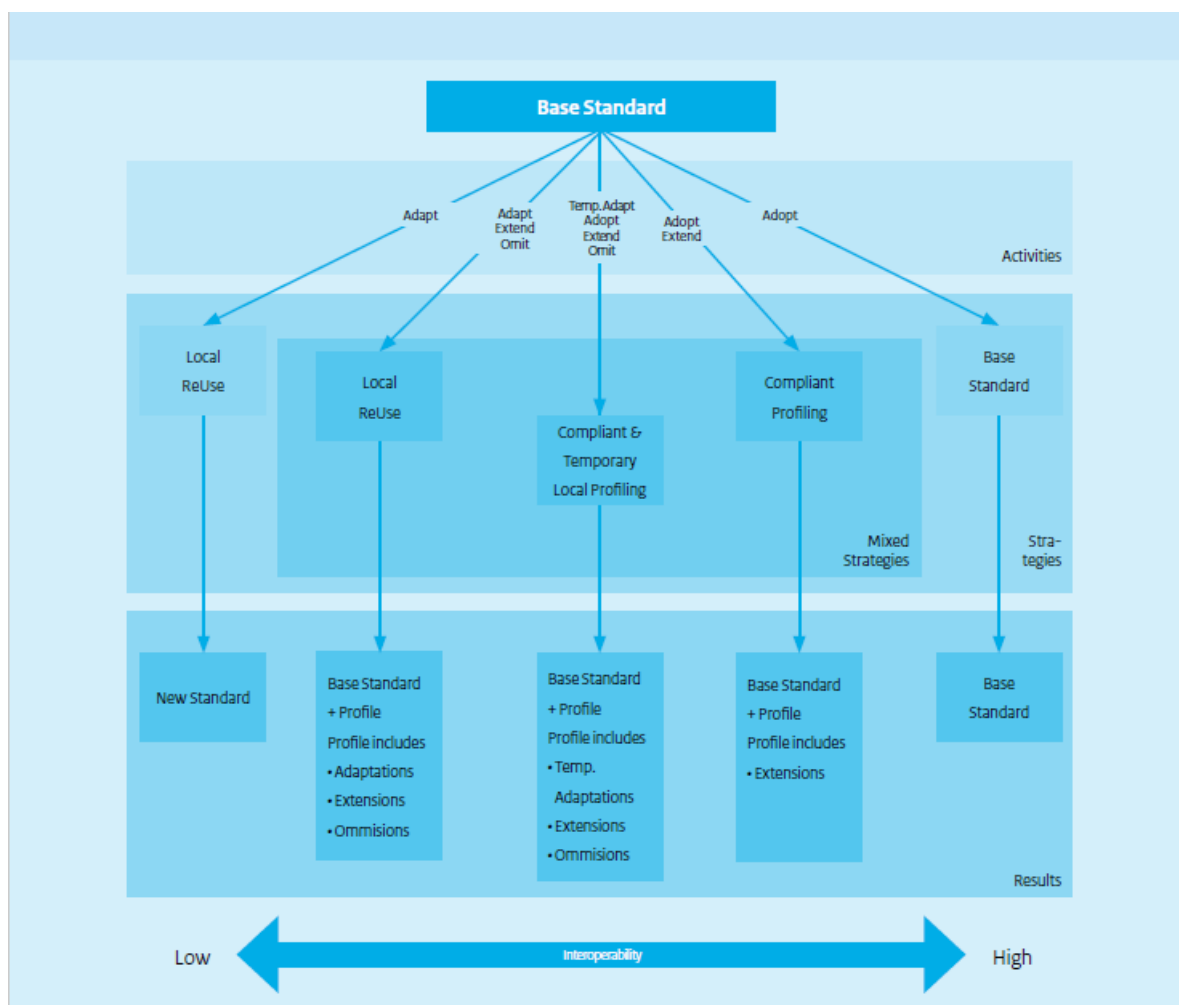 Base Standard
Adapt
Adapt
Extend
Omit
Temp. Adapt
Adopt
Extend
Omit
Adopt
Extend
Adopt
Activities
Local
ReUse
Local
ReUse
Compliant &
Temporary
Local Profiling
Compliant
Profiling
Base
Standard
Mixed
Strategies
Stra-
tegies
New Standard
Base Standard
+ Profile
Profile includes
• Adaptations
• Extensions
• Ommisions
Base Standard
+ Profile
Profile includes
• Temp.
Adaptations
• Extensions
• Ommisions
Base Standard
+ Profile
Profile includes
• Extensions
Base
Standard
Results
Low
Interoperability
High